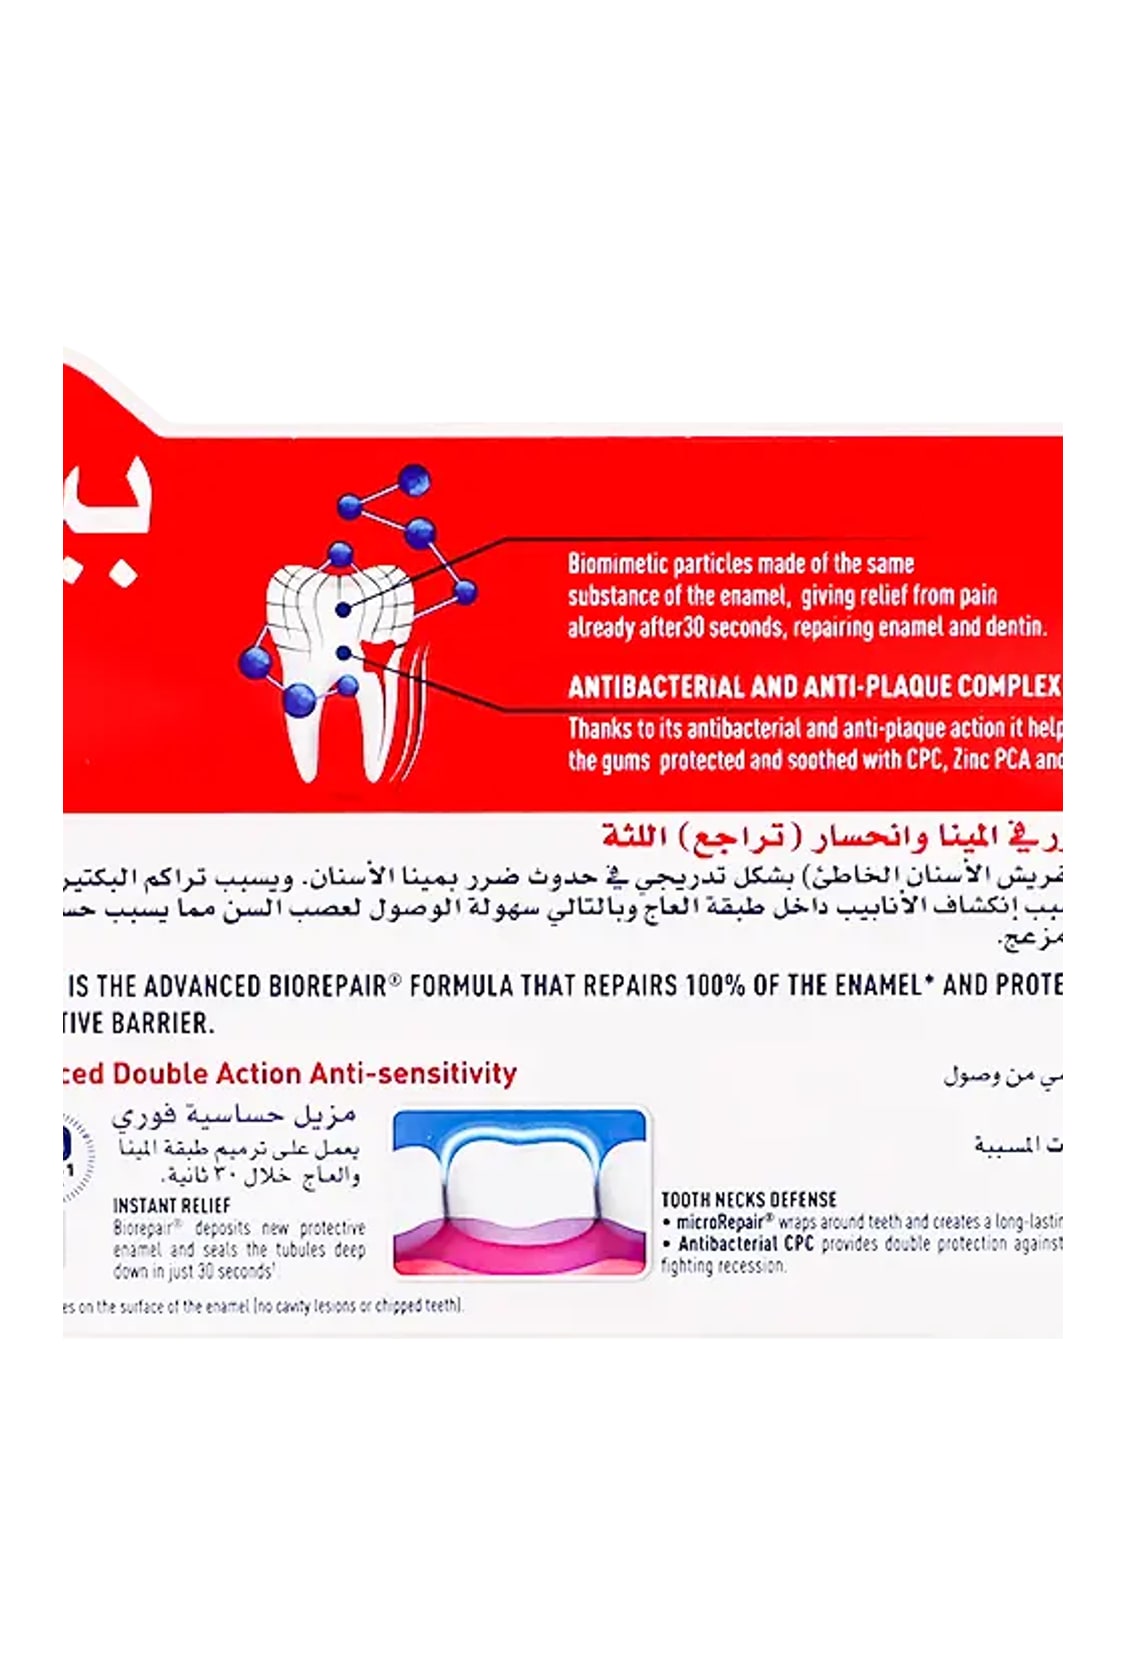 Biomimetic particles made of the same
substance of the enamel, giving relief from pain
already after30 seconds, repairing enamel and dentin.
ANTIBACTERIAL AND ANTI-PLAQUE COMPLEX
Thanks to its antibacterial and anti-plaque action it help
the gums protected and soothed with CPC, Zinc PCA and
في المينا وانحسار (تراجع) اللثة
الأسنان الخاطئ) بشكل تدريجي في حدوث ضرر بمينا الأسنان. ويسبب تراكم
إنكشاف الأنابيب داخل طبقة العاج وبالتالي سهولة الوصول لعصب السن مما يسبب
IS THE ADVANCED BIOREPAIR® FORMULA THAT REPAIRS 100% OF THE ENAMEL* AND PROTE
TIVE BARRIER.
ced Double Action Anti-sensitivity
من وصول
مزيل حساسية فوري
يعمل على ترميم طبقة المينا
والعاج خلال ٣٠ ثانية.
المسببة
INSTANT RELIEF
Biorepair® deposits new protective
enamel and seals the tubules deep
down in just 30 seconds¹
TOOTH NECKS DEFENSE
• microRepair® wraps around teeth and creates a long-lastin
• Antibacterial CPC provides double protection against
fighting recession.
es on the surface of the enamel (no cavity lesions or chipped teeth).